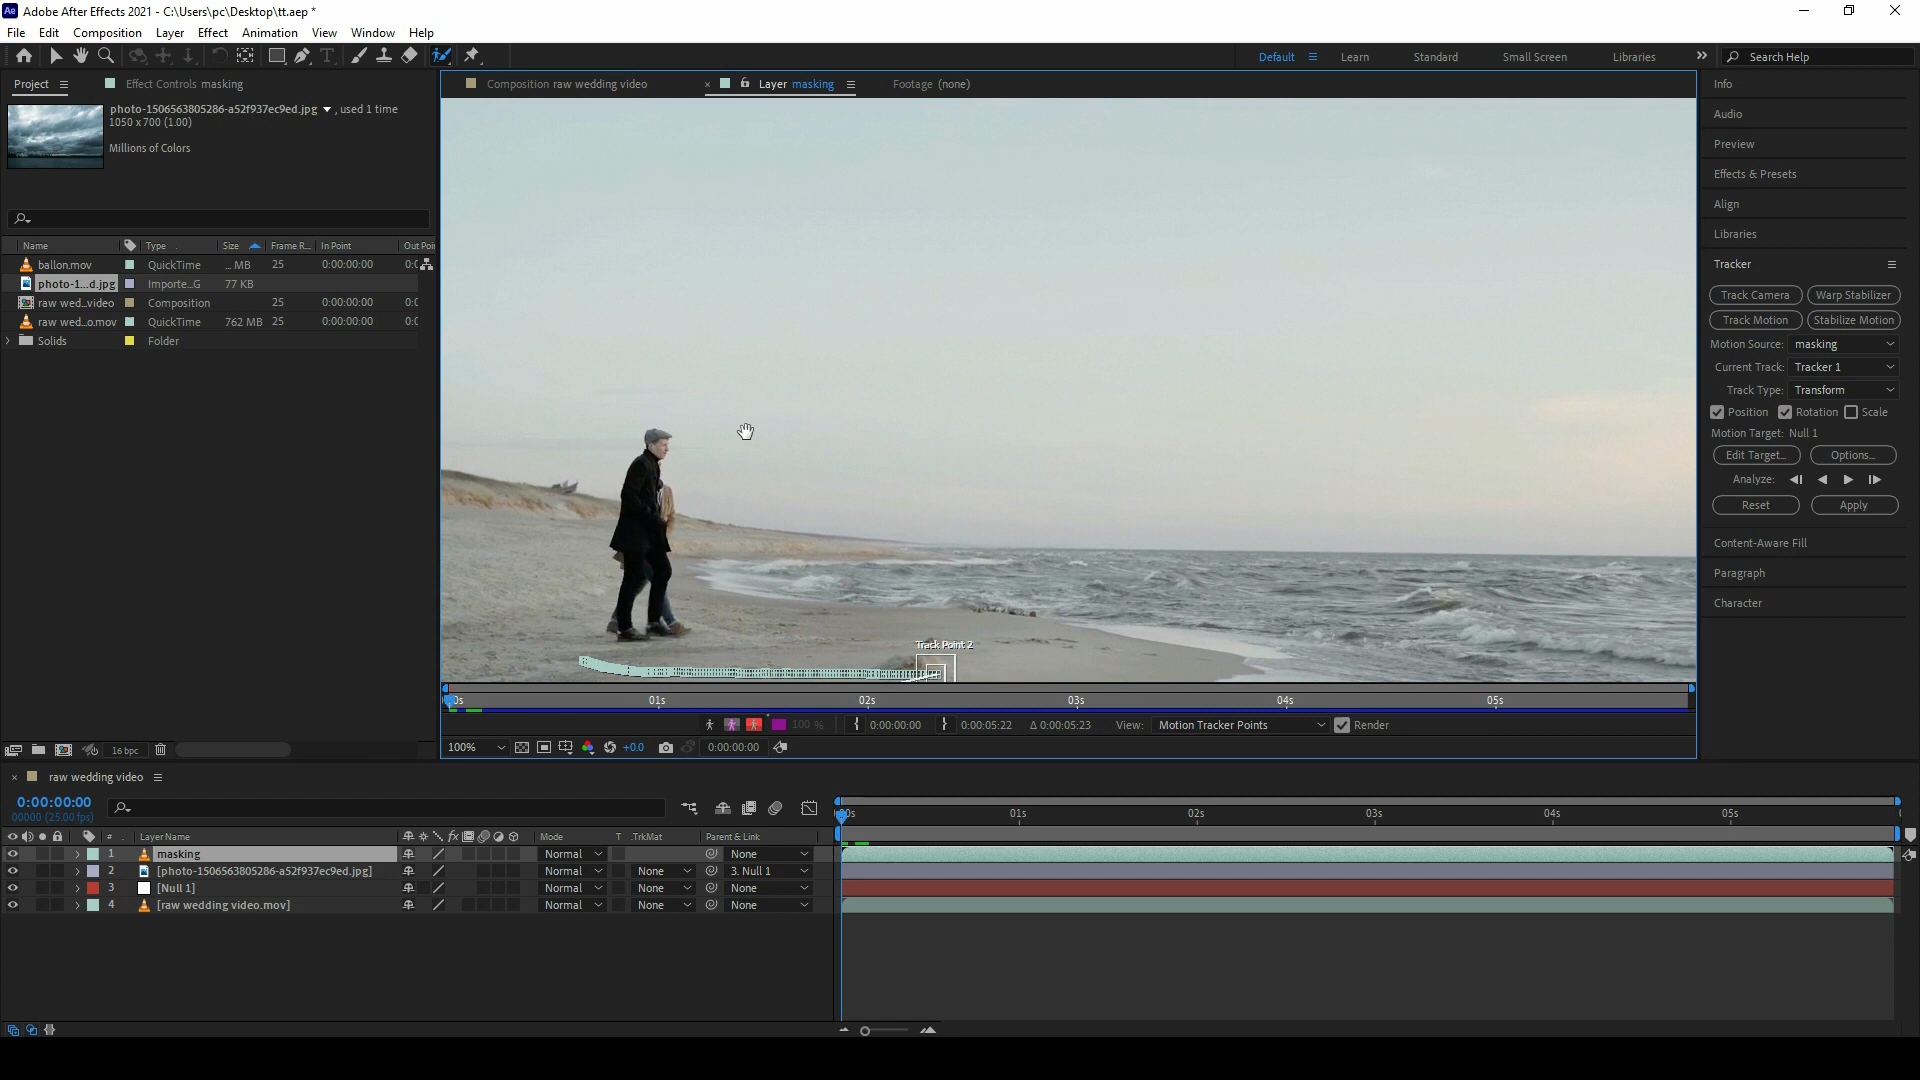 Adobe After Effects 2021 - C:\Users\pc\Desktop\tt.aep *
File Edit Composition Layer Effect Animation View Window Help
Default Learn Standard Small Screen Libraries Search Help
Project Effect Controls masking
photo-1506563805286-a52f937ec9ed.jpg , used 1 time
1050 x 700 (1.00)
Millions of Colors
Name Type Size Frame R... In Point Out Poi
ballon.mov QuickTime ... MB 25 0:00:00:00 0:0
photo-1...d.jpg Importe...G 77 KB
raw wed...video Composition 25 0:00:00:00 0:0
raw wed...o.mov QuickTime 762 MB 25 0:00:00:00 0:0
Solids Folder
16 bpc
Composition raw wedding video × Layer masking Footage (none)
Track Point 2
0s 01s 02s 03s 04s 05s
100 % 0:00:00:00 0:00:05:22 Δ 0:00:05:23 View: Motion Tracker Points Render
100% +0.0 0:00:00:00
Info
Audio
Preview
Effects & Presets
Align
Libraries
Tracker
Track Camera Warp Stabilizer
Track Motion Stabilize Motion
Motion Source: masking
Current Track: Tracker 1
Track Type: Transform
Position Rotation Scale
Motion Target: Null 1
Edit Target... Options...
Analyze:
Reset Apply
Content-Aware Fill
Paragraph
Character
× raw wedding video
0:00:00:00
00000 (25.00 fps)
:00s 01s 02s 03s 04s 05s
# Layer Name fx Mode T .TrkMat Parent & Link
1 masking Normal None
2 [photo-1506563805286-a52f937ec9ed.jpg] Normal None 3. Null 1
3 [Null 1] Normal None None
4 [raw wedding video.mov] Normal None None